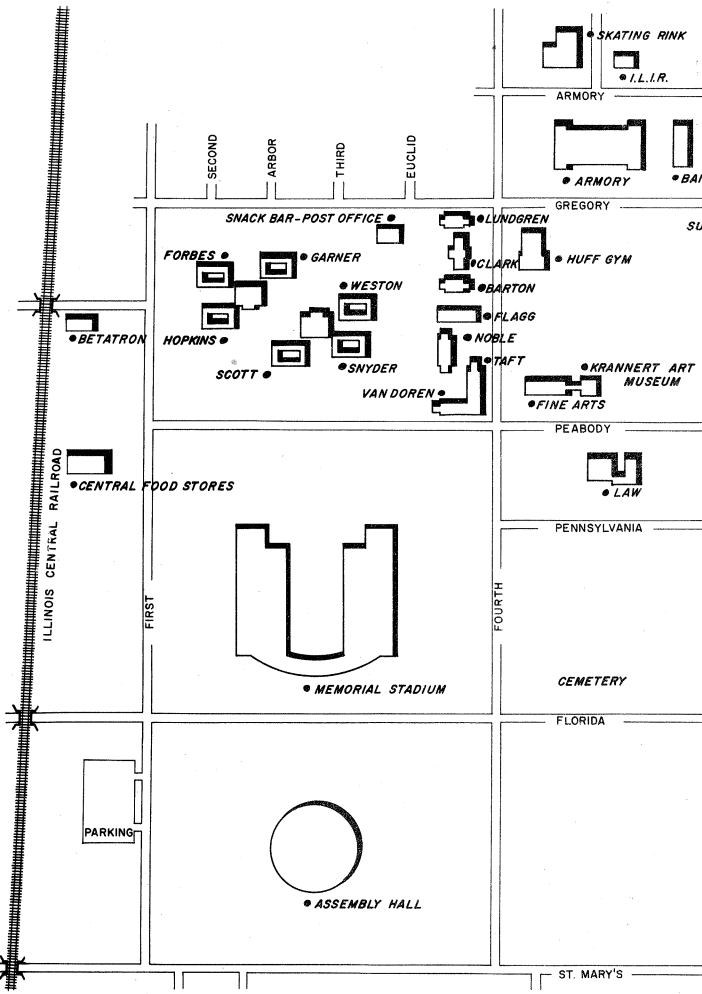 SKATING RINK
I.L.I.R.
ARMORY
SECOND
ARBOR
THIRD
EUCLID
ARMORY
BAI
GREGORY
SNACK BAR-POST OFFICE
LUNDGREN
SU
FORBES
GARNER
CLARK
HUFF GYM
WESTON
BARTON
BETATRON
HOPKINS
FLAGG
NOBLE
SCOTT
SNYDER
TAFT
KRANNERT ART
MUSEUM
VAN DOREN
FINE ARTS
PEABODY
CENTRAL FOOD STORES
LAW
ILLINOIS CENTRAL RAILROAD
PENNSYLVANIA
FIRST
FOURTH
CEMETERY
MEMORIAL STADIUM
FLORIDA
PARKING
ASSEMBLY HALL
ST. MARY'S